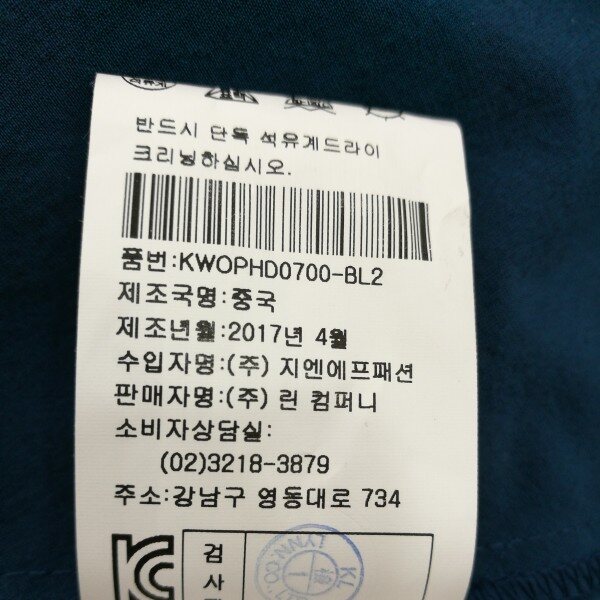 반드시 단독 석유계드라이
크리닝하십시오.
품번:KWOPHD0700-BL2
제조국명:중국
제조년월:2017년 4월
수입자명:(주) 지엔에프패션
판매자명:(주) 린 컴퍼니
소비자상담실:
(02)3218-3879
주소:강남구 영동대로 734
검
사